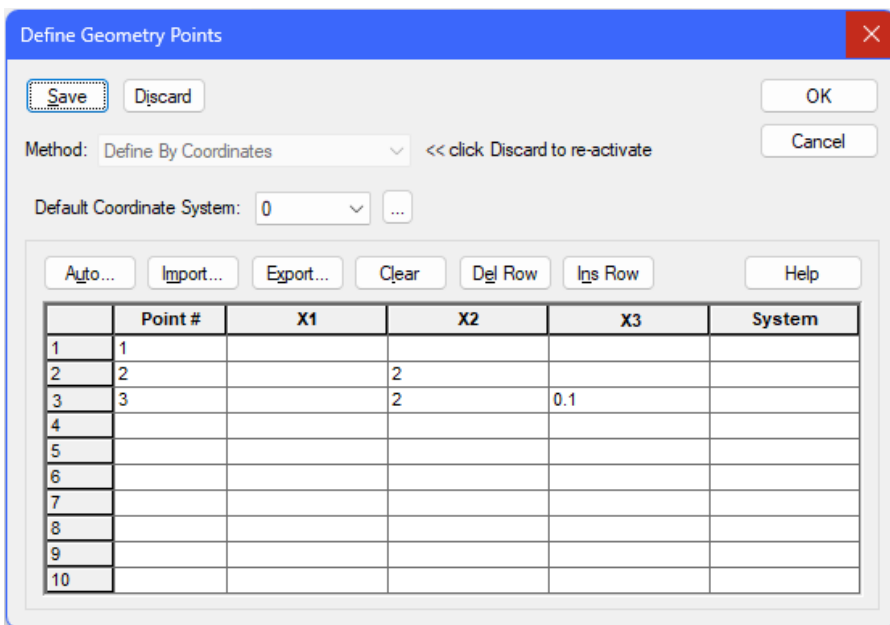 Define Geometry Points
Save Discard OK
Method: Define By Coordinates << click Discard to re-activate Cancel
Default Coordinate System: 0 ...
Auto... Import... Export... Clear Del Row Ins Row Help
Point # X1 X2 X3 System
1 1
2 2 2
3 3 2 0.1
4
5
6
7
8
9
10